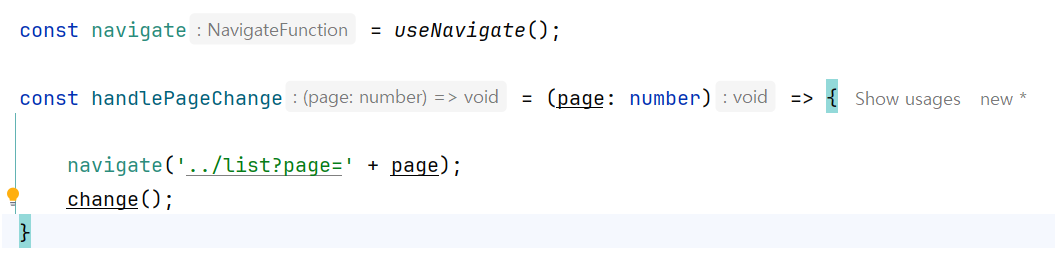 const navigate : NavigateFunction = useNavigate();
const handlePageChange : (page: number) => void = (page: number) : void => { Show usages new *
navigate('../list?page=' + page);
change();
}